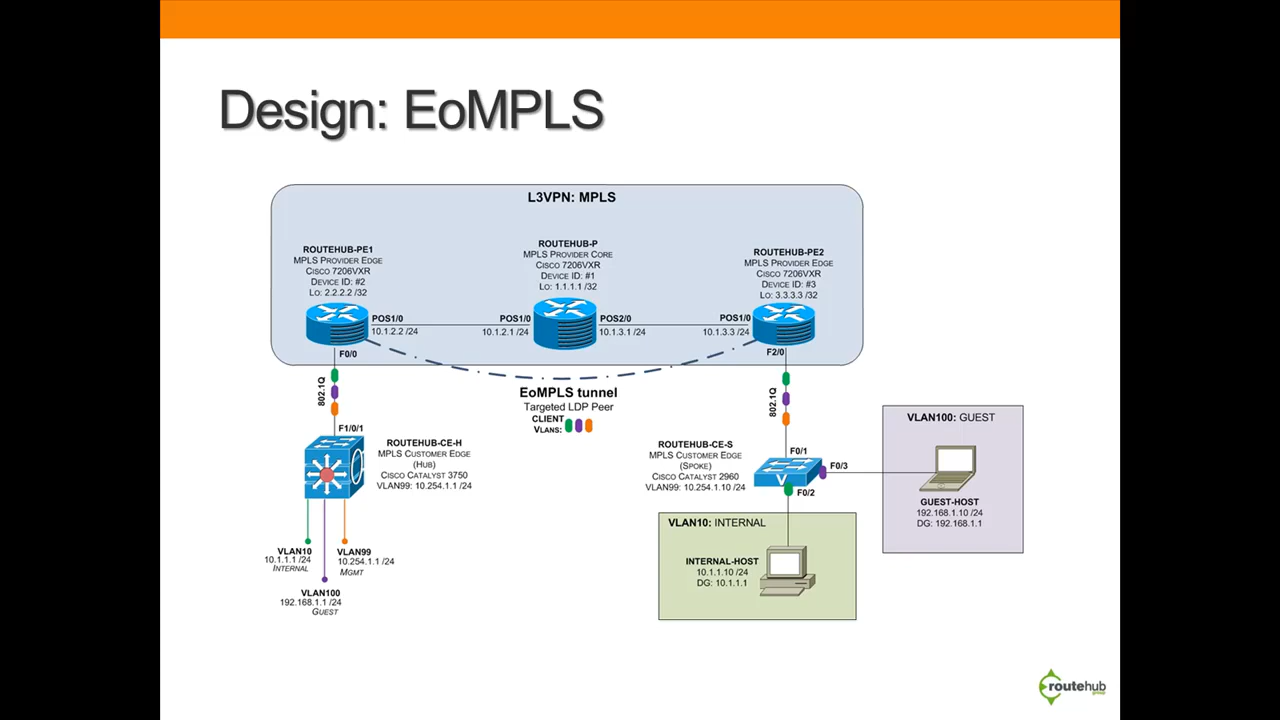 Design: EoMPLS
L3VPN: MPLS
ROUTEHUB-PE1
MPLS PROVIDER EDGE
CISCO 7206VXR
DEVICE ID: #2
LO: 2.2.2.2 /32
ROUTEHUB-P
MPLS PROVIDER CORE
CISCO 7206VXR
DEVICE ID: #1
LO: 1.1.1.1 /32
ROUTEHUB-PE2
MPLS PROVIDER EDGE
CISCO 7206VXR
DEVICE ID: #3
LO: 3.3.3.3 /32
POS1/0
10.1.2.2 /24
POS1/0
10.1.2.1 /24
POS2/0
10.1.3.1 /24
POS1/0
10.1.3.3 /24
F0/0
F2/0
802.1Q
802.1Q
EoMPLS tunnel
Targeted LDP Peer
CLIENT
VLANS:
F1/0/1
ROUTEHUB-CE-H
MPLS CUSTOMER EDGE
(HUB)
CISCO CATALYST 3750
VLAN99: 10.254.1.1 /24
ROUTEHUB-CE-S
MPLS CUSTOMER EDGE
(SPOKE)
CISCO CATALYST 2960
VLAN99: 10.254.1.10 /24
F0/1
F0/3
V
F0/2
VLAN100: GUEST
GUEST-HOST
192.168.1.10 /24
DG: 192.168.1.1
VLAN10: INTERNAL
INTERNAL-HOST
10.1.1.10 /24
DG: 10.1.1.1
VLAN10
10.1.1.1 /24
INTERNAL
VLAN99
10.254.1.1 /24
MGMT
VLAN100
192.168.1.1 /24
GUEST
routehub
group